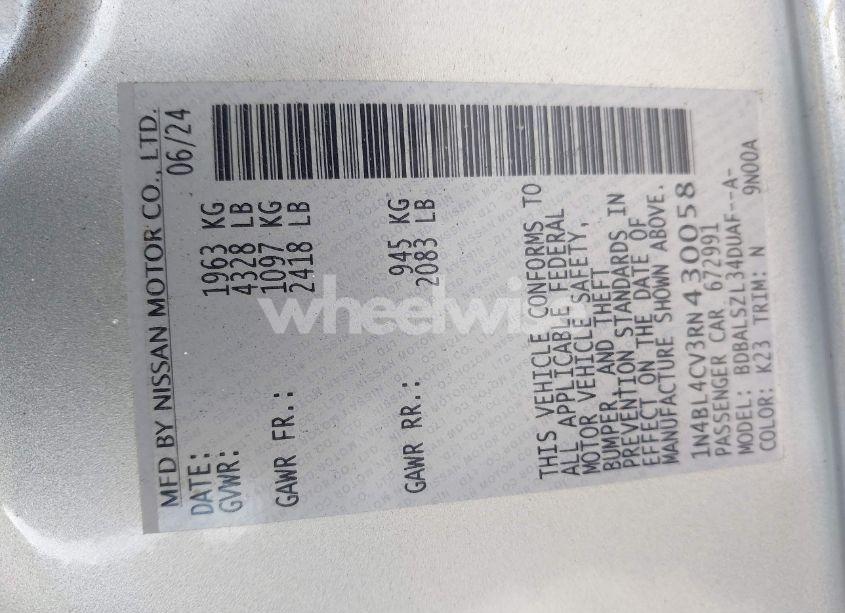 MFD BY NISSAN MOTOR CO., LTD.
DATE: 06/24
GVWR: 1963 KG
4328 LB
GAWR FR.: 1097 KG
2418 LB
GAWR RR.: 945 KG
2083 LB
THIS VEHICLE CONFORMS TO
ALL APPLICABLE FEDERAL
MOTOR VEHICLE SAFETY,
BUMPER, AND THEFT
PREVENTION STANDARDS IN
EFFECT ON THE DATE OF
MANUFACTURE SHOWN ABOVE.
1N4BL4CV3RN430058
PASSENGER CAR 672991
MODEL: BDBALSZL34DUAF--A-
COLOR: K23 TRIM: N 9N00A
wheelwise